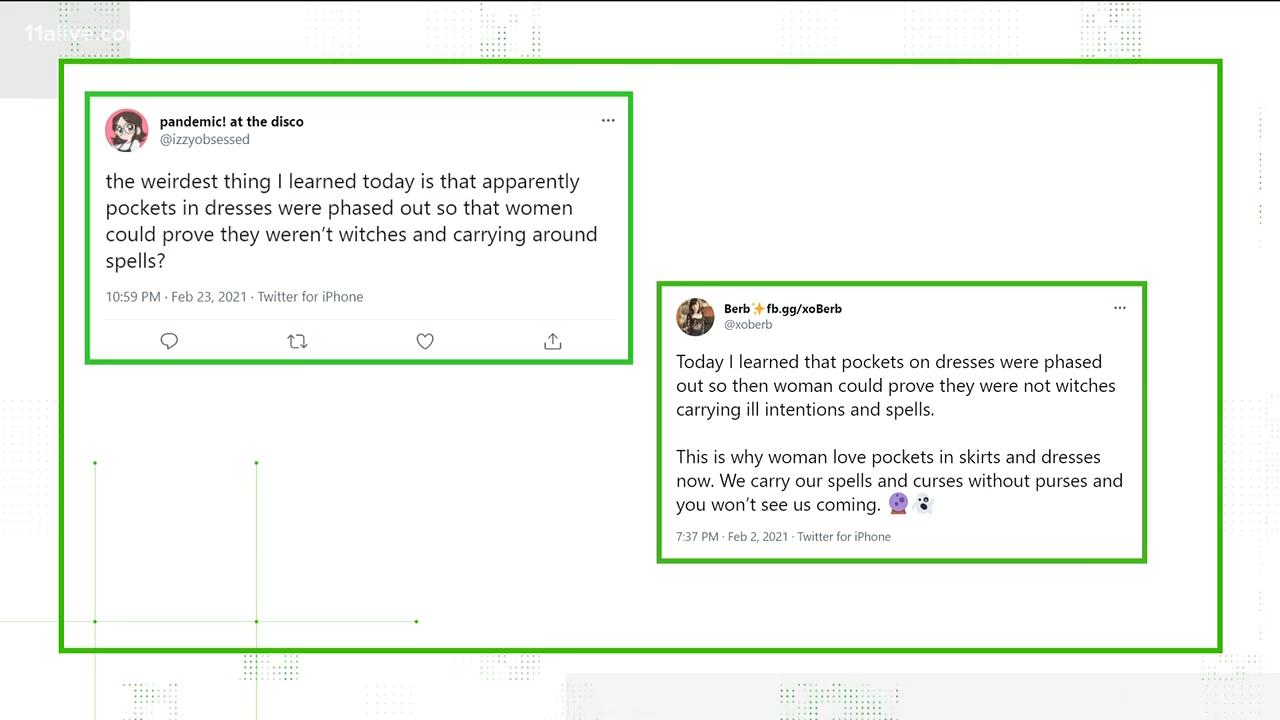 11alive.com
pandemic! at the disco
@izzyobsessed
the weirdest thing I learned today is that apparently
pockets in dresses were phased out so that women
could prove they weren't witches and carrying around
spells?
10:59 PM · Feb 23, 2021 · Twitter for iPhone
Berb✨fb.gg/xoBerb
@xoberb
Today I learned that pockets on dresses were phased
out so then woman could prove they were not witches
carrying ill intentions and spells.
This is why woman love pockets in skirts and dresses
now. We carry our spells and curses without purses and
you won't see us coming. 🔮👻
7:37 PM · Feb 2, 2021 · Twitter for iPhone